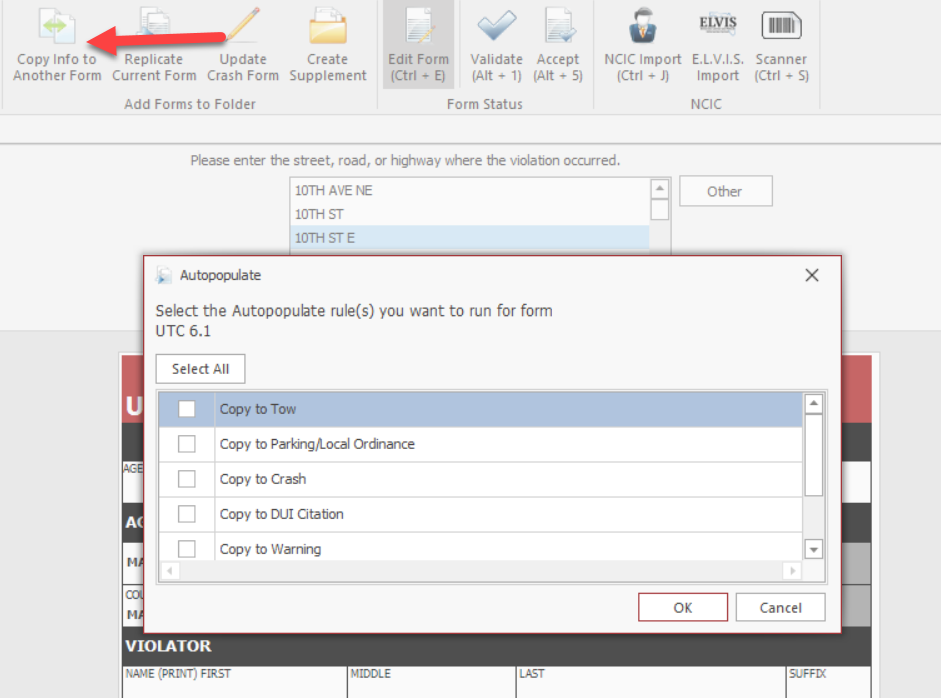 Copy Info to
Another Form
Replicate
Current Form
Update
Crash Form
Create
Supplement
Add Forms to Folder
Edit Form
(Ctrl + E)
Validate
(Alt + 1)
Accept
(Alt + 5)
Form Status
NCIC Import
(Ctrl + J)
ELVIS
E.L.V.I.S.
Import
Scanner
(Ctrl + S)
NCIC
Please enter the street, road, or highway where the violation occurred.
10TH AVE NE
10TH ST
10TH ST E
Other
Autopopulate
Select the Autopopulate rule(s) you want to run for form
UTC 6.1
Select All
Copy to Tow
Copy to Parking/Local Ordinance
Copy to Crash
Copy to DUI Citation
Copy to Warning
OK
Cancel
VIOLATOR
NAME (PRINT) FIRST
MIDDLE
LAST
SUFFIX